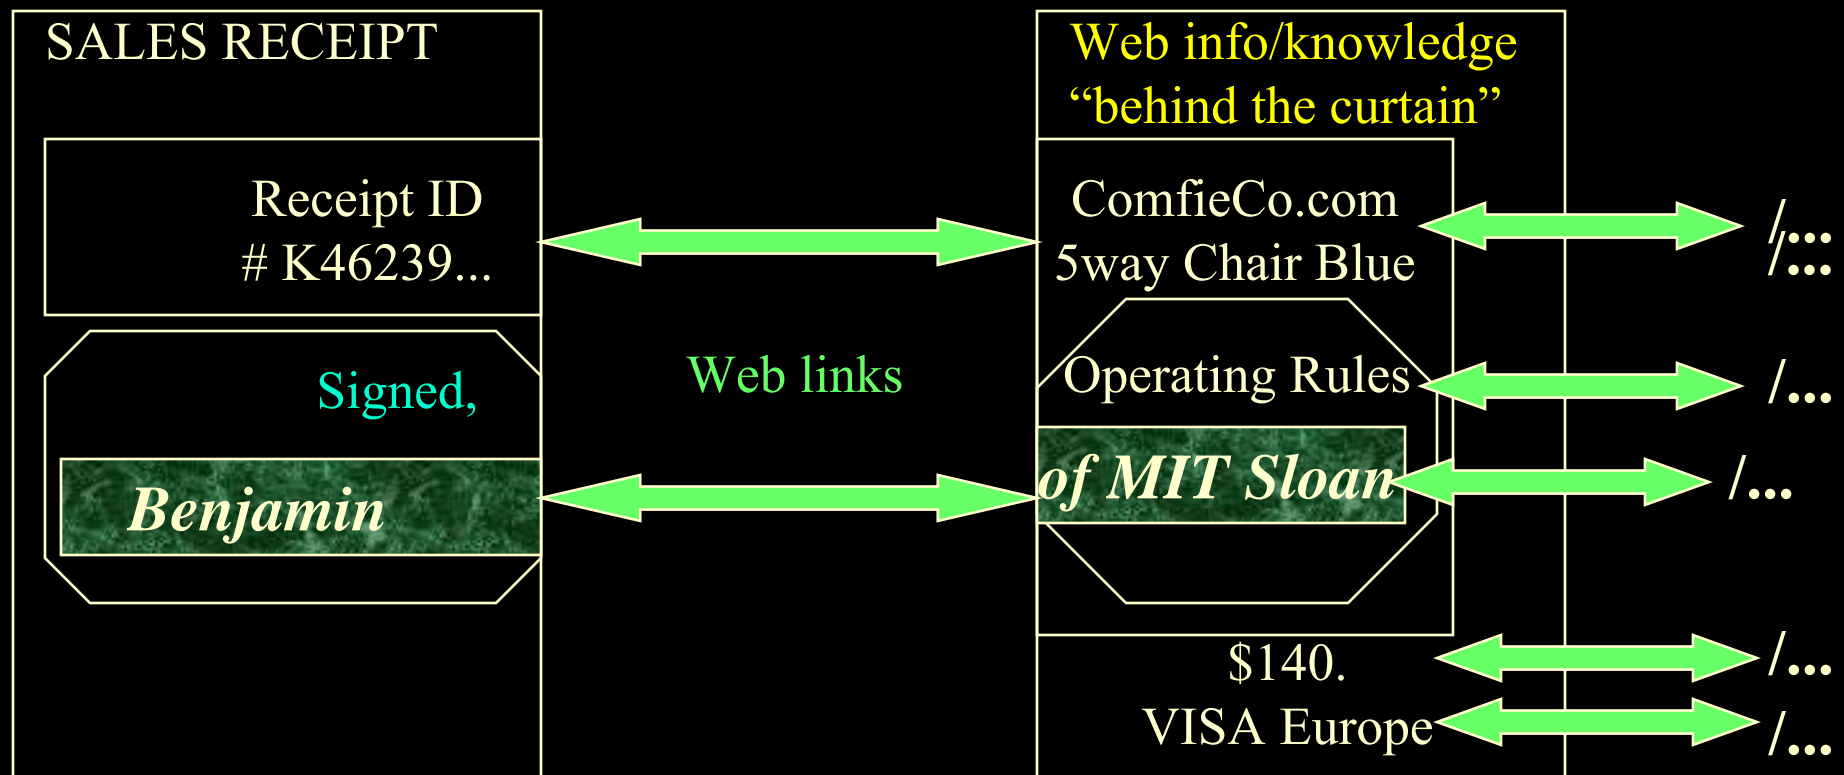 SALES RECEIPT
Receipt ID
# K46239...
Signed,
Benjamin
Web links
Web info/knowledge
“behind the curtain”
ComfieCo.com
5way Chair Blue
Operating Rules
of MIT Sloan
$140.
VISA Europe
/...
/...
/...
/...
/...
/...